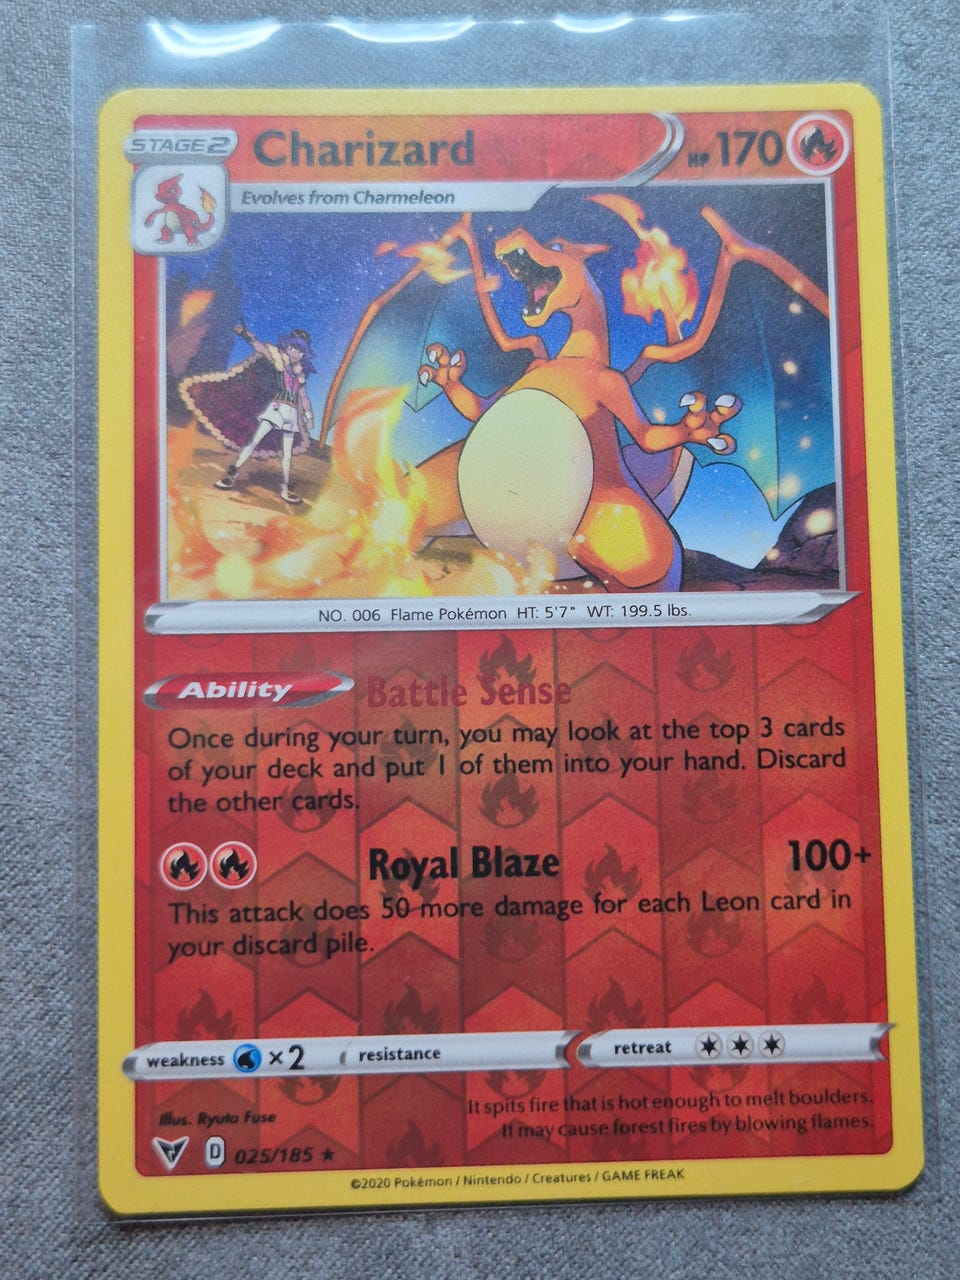 STAGE 2
Charizard
HP 170
Evolves from Charmeleon
NO. 006 Flame Pokémon HT: 5'7" WT: 199.5 lbs.
Ability Battle Sense
Once during your turn, you may look at the top 3 cards
of your deck and put 1 of them into your hand. Discard
the other cards.
Royal Blaze 100+
This attack does 50 more damage for each Leon card in
your discard pile.
weakness ×2 resistance retreat
It spits fire that is hot enough to melt boulders.
It may cause forest fires by blowing flames.
Illus. Ryuta Fuse
D 025/185 ★
©2020 Pokémon / Nintendo / Creatures / GAME FREAK